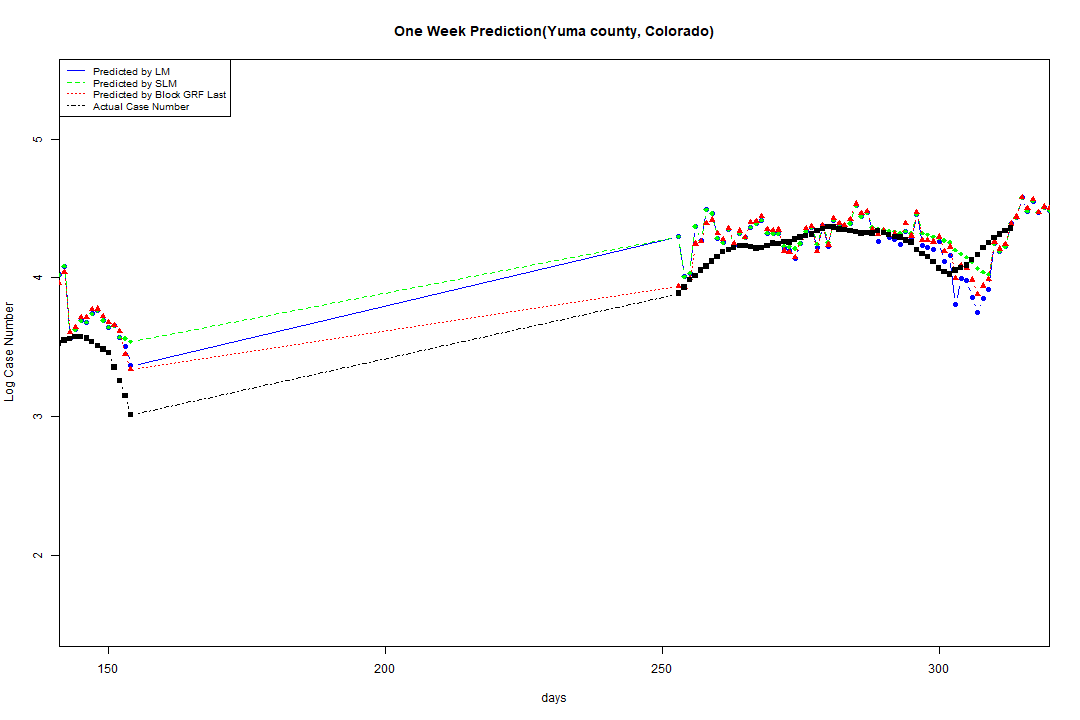 One Week Prediction(Yuma county, Colorado)
Predicted by LM
Predicted by SLM
Predicted by Block GRF Last
Actual Case Number
5
4
3
2
Log Case Number
150
200
250
300
days